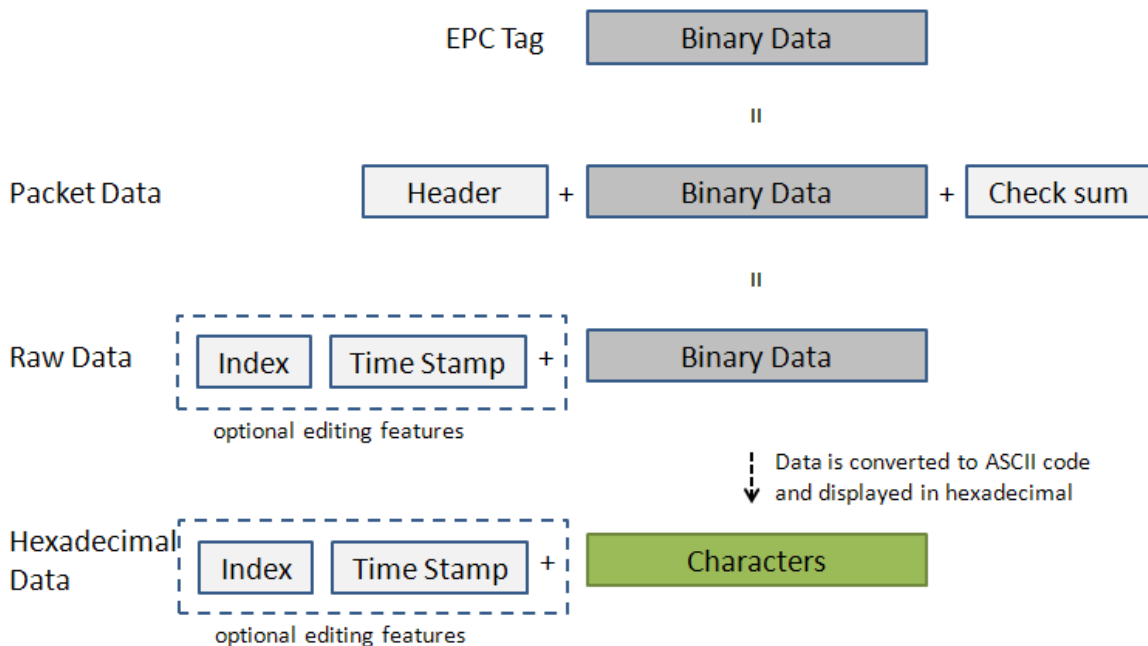 EPC Tag Binary Data
=
Packet Data Header + Binary Data + Check sum
=
Raw Data Index Time Stamp + Binary Data
optional editing features
Data is converted to ASCII code
and displayed in hexadecimal
Hexadecimal
Data Index Time Stamp + Characters
optional editing features